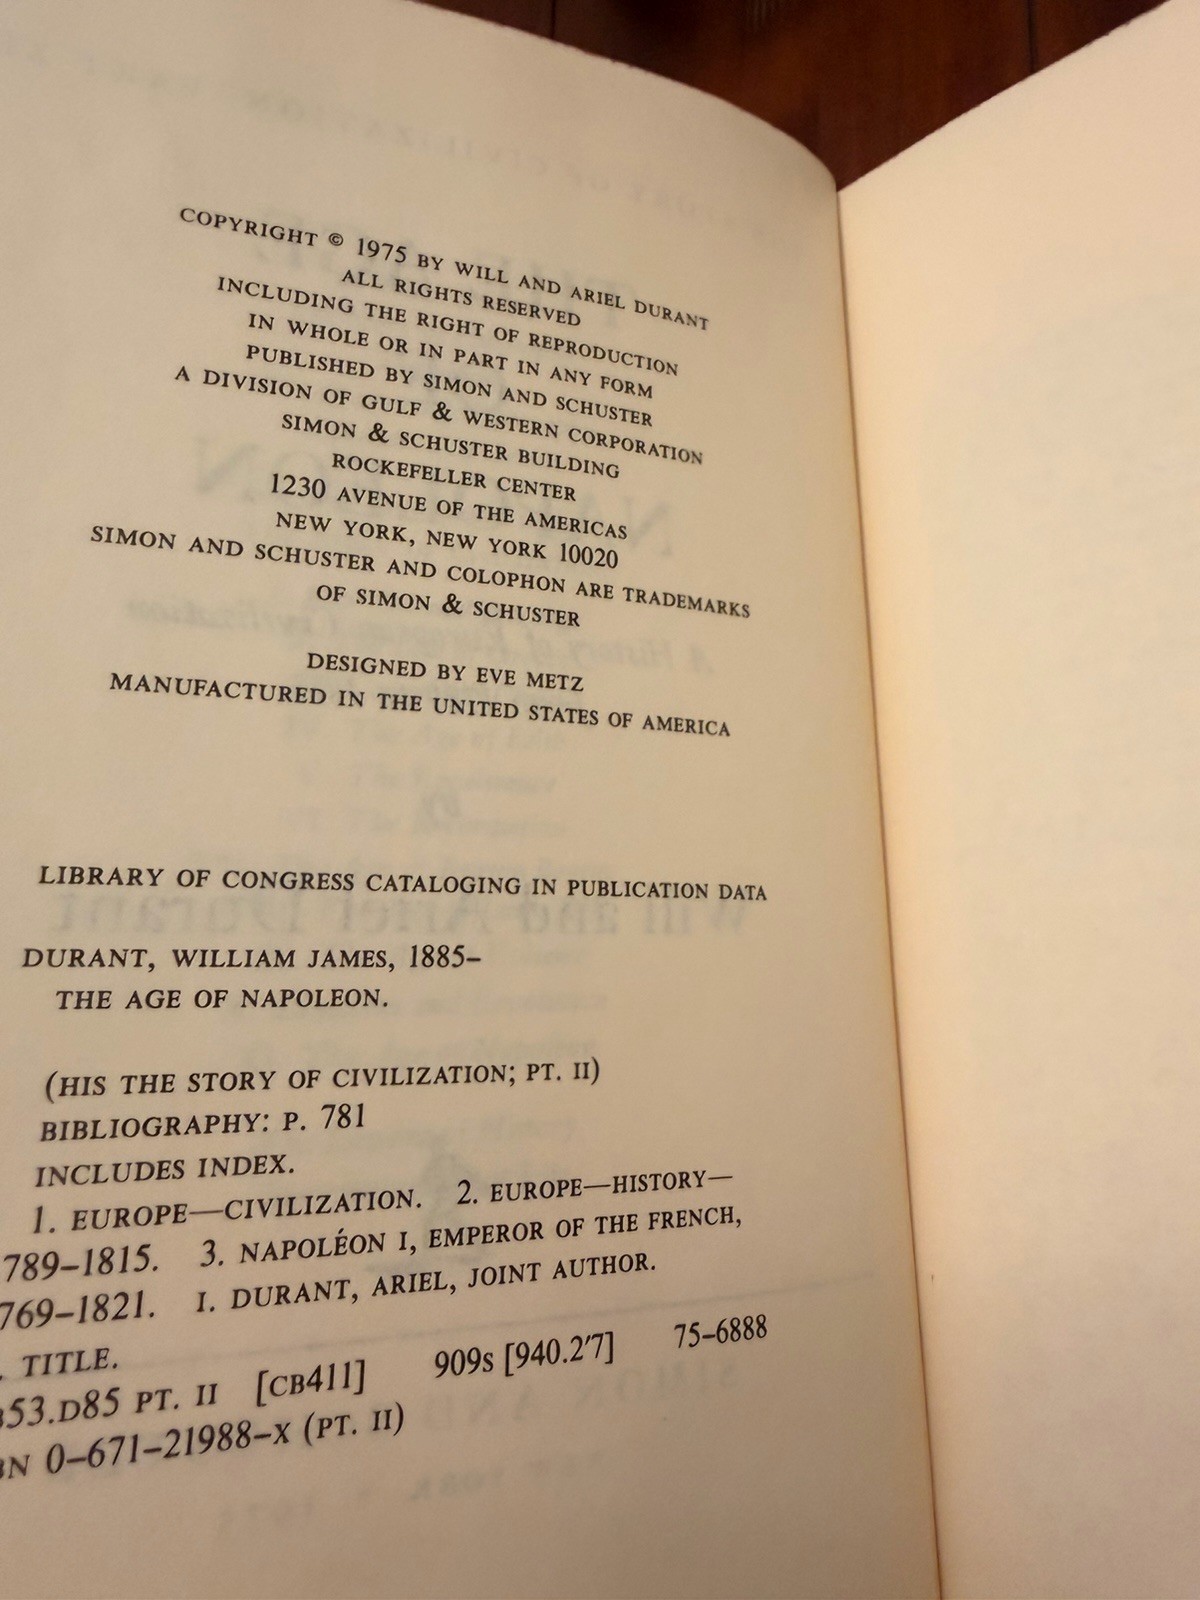 COPYRIGHT © 1975 BY WILL AND ARIEL DURANT
ALL RIGHTS RESERVED
INCLUDING THE RIGHT OF REPRODUCTION
IN WHOLE OR IN PART IN ANY FORM
PUBLISHED BY SIMON AND SCHUSTER
A DIVISION OF GULF & WESTERN CORPORATION
SIMON & SCHUSTER BUILDING
ROCKEFELLER CENTER
1230 AVENUE OF THE AMERICAS
NEW YORK, NEW YORK 10020
SIMON AND SCHUSTER AND COLOPHON ARE TRADEMARKS
OF SIMON & SCHUSTER
DESIGNED BY EVE METZ
MANUFACTURED IN THE UNITED STATES OF AMERICA
LIBRARY OF CONGRESS CATALOGING IN PUBLICATION DATA
DURANT, WILLIAM JAMES, 1885–
THE AGE OF NAPOLEON.
(HIS THE STORY OF CIVILIZATION; PT. II)
BIBLIOGRAPHY: P. 781
INCLUDES INDEX.
1. EUROPE—CIVILIZATION. 2. EUROPE—HISTORY—
789–1815. 3. NAPOLÉON I, EMPEROR OF THE FRENCH,
769–1821. I. DURANT, ARIEL, JOINT AUTHOR.
. TITLE.
53.D85 PT. II [CB411] 909s [940.2'7] 75–6888
BN 0–671–21988–X (PT. II)